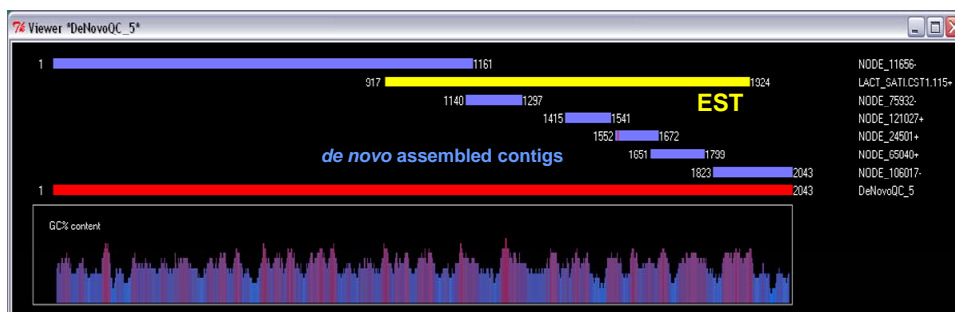 Viewer *DeNovoQC_5*
1 1161 NODE_11656-
917 1924 LACT_SATI.CST1.115+
EST
1140 1297 NODE_75932-
1415 1541 NODE_121027+
1552 1672 NODE_24501+
de novo assembled contigs 1651 1799 NODE_65040+
1823 2043 NODE_106017-
1 2043 DeNovoQC_5
GC% content